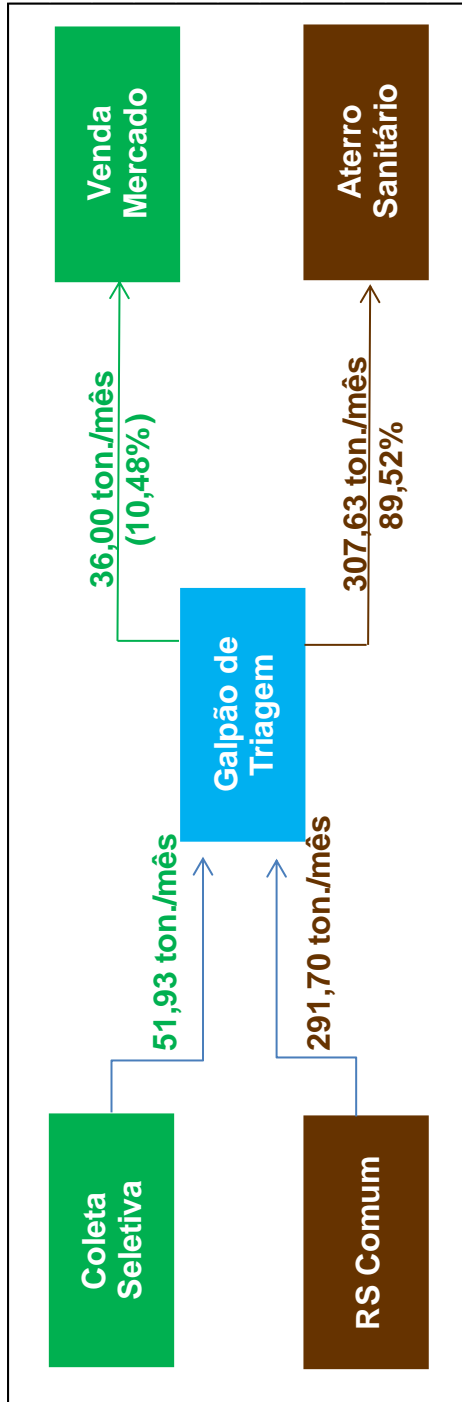 Coleta
Seletiva
51,93 ton./mês
RS Comum
291,70 ton./mês
Galpão de
Triagem
36,00 ton./mês
(10,48%)
Venda
Mercado
307,63 ton./mês
89,52%
Aterro
Sanitário